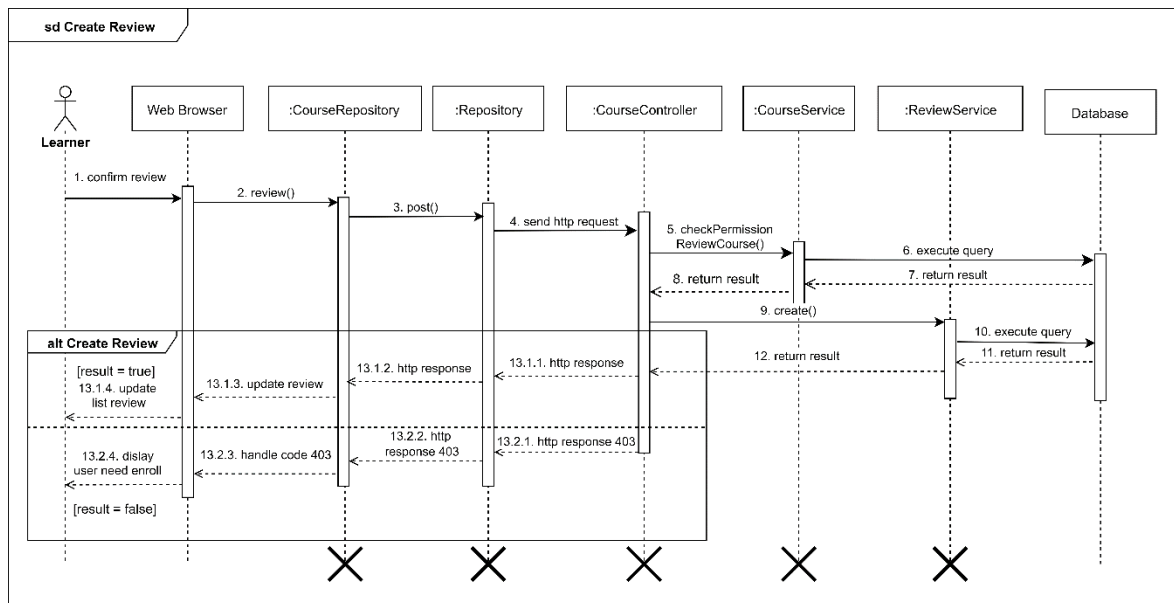 sd Create Review
Learner
Web Browser
:CourseRepository
:Repository
:CourseController
:CourseService
:ReviewService
Database
1. confirm review
2. review()
3. post()
4. send http request
5. checkPermission
ReviewCourse()
6. execute query
7. return result
8. return result
9. create()
10. execute query
11. return result
12. return result
alt Create Review
[result = true]
13.1.1. http response
13.1.2. http response
13.1.3. update review
13.1.4. update
list review
13.2.1. http response 403
13.2.2. http
response 403
13.2.3. handle code 403
13.2.4. dislay
user need enroll
[result = false]